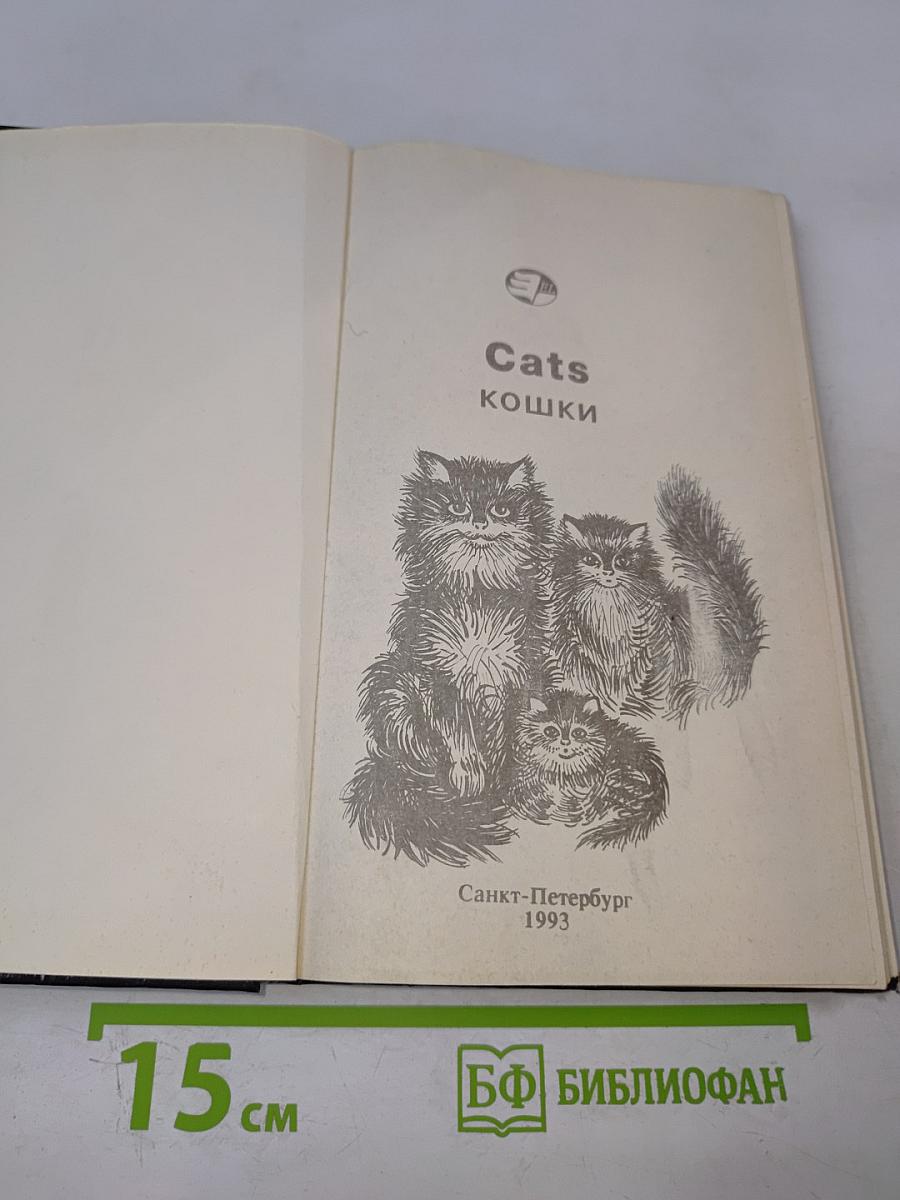 Cats
кошки
Санкт-Петербург
1993
15 см
БФ БИБЛИОФАН